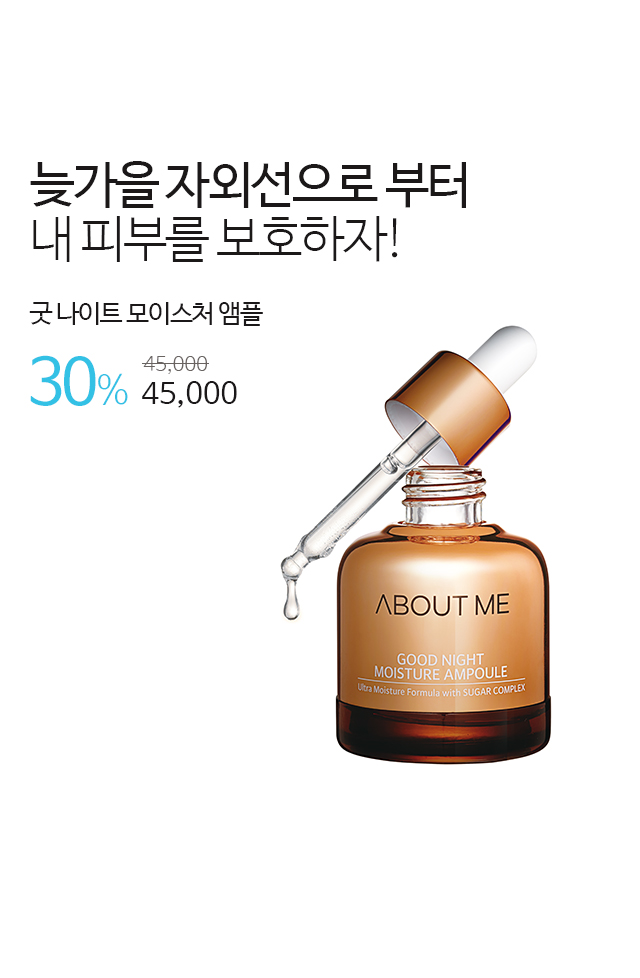 늦가을 자외선으로 부터
내 피부를 보호하자!
굿 나이트 모이스처 앰플
30% 45,000
45,000
ABOUT ME
GOOD NIGHT
MOISTURE AMPOULE
Ultra Moisture Formula with SUGAR COMPLEX